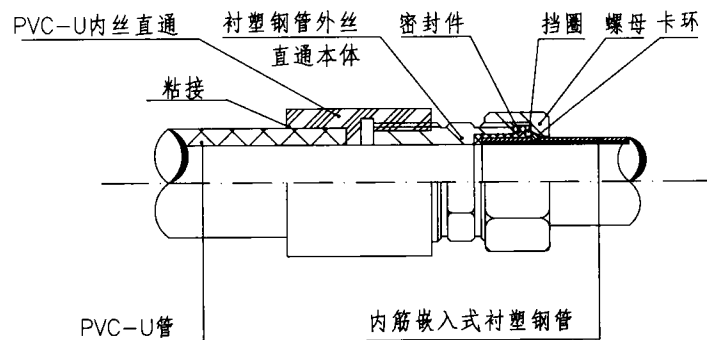 PVC-U内丝直通
衬塑钢管外丝
直通本体
密封件
挡圈
螺母
卡环
粘接
PVC-U管
内筋嵌入式衬塑钢管